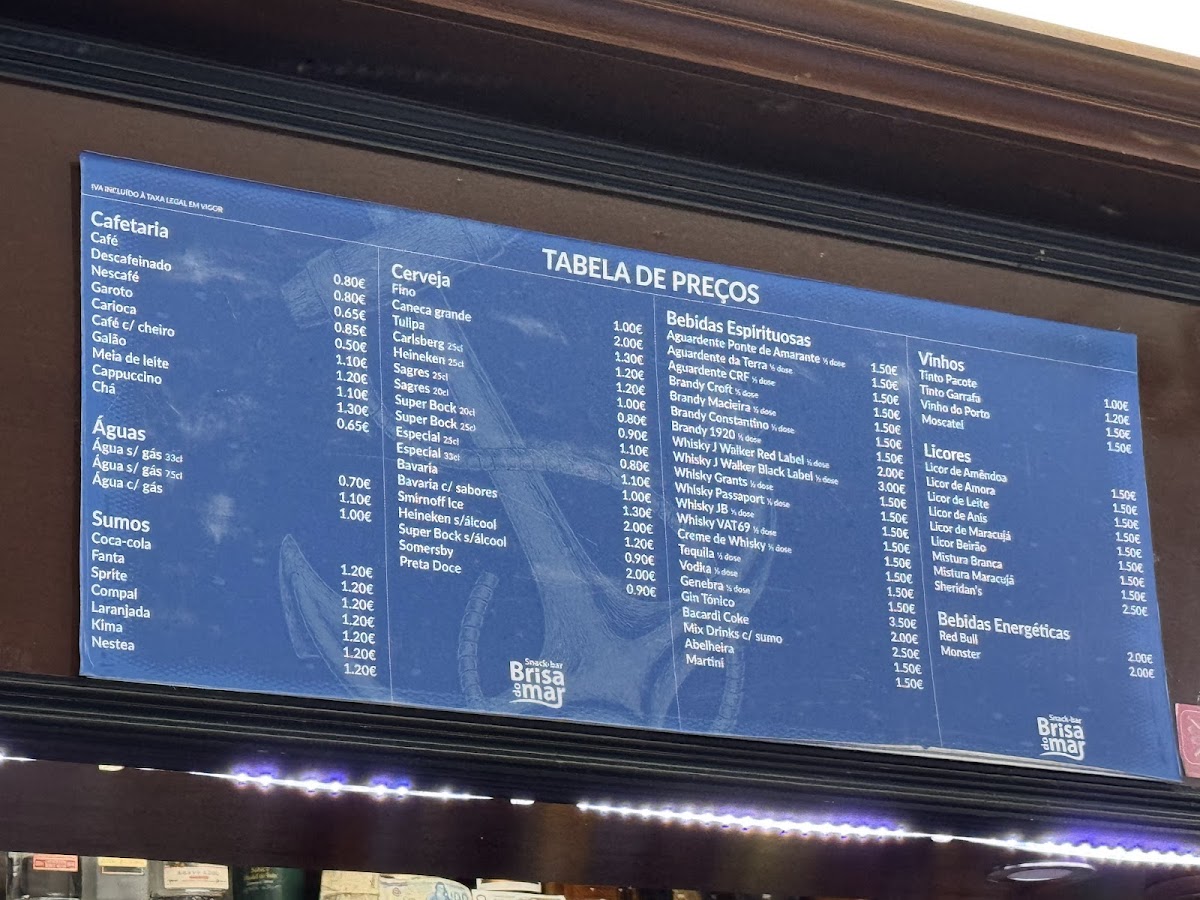 IVA INCLUÍDO À TAXA LEGAL EM VIGOR
TABELA DE PREÇOS
Cafetaria
Café 0.80€
Descafeinado 0.80€
Nescafé 0.65€
Garoto 0.85€
Carioca 0.50€
Café c/ cheiro 1.10€
Galão 1.20€
Meia de leite 1.10€
Cappuccino 1.30€
Chá 0.65€
Águas
Água s/ gás 33cl 0.70€
Água s/ gás 75cl 1.10€
Água c/ gás 1.00€
Sumos
Coca-cola 1.20€
Fanta 1.20€
Sprite 1.20€
Compal 1.20€
Laranjada 1.20€
Kima 1.20€
Nestea 1.20€
Cerveja
Fino 1.00€
Caneca grande 2.00€
Tulipa 1.30€
Carlsberg 25cl 1.20€
Heineken 25cl 1.20€
Sagres 25cl 1.00€
Sagres 20cl 0.80€
Super Bock 20cl 0.90€
Super Bock 25cl 1.10€
Especial 25cl 0.80€
Especial 33cl 1.10€
Bavaria 1.00€
Bavaria c/ sabores 1.30€
Smirnoff Ice 2.00€
Heineken s/álcool 1.20€
Super Bock s/álcool 0.90€
Somersby 2.00€
Preta Doce 0.90€
Snack-bar
Brisa
do mar
Bebidas Espirituosas
Aguardente Ponte de Amarante ½ dose 1.50€
Aguardente da Terra ½ dose 1.50€
Aguardente CRF ½ dose 1.50€
Brandy Croft ½ dose 1.50€
Brandy Macieira ½ dose 1.50€
Brandy Constantino ½ dose 1.50€
Brandy 1920 ½ dose 1.50€
Whisky J Walker Red Label ½ dose 2.00€
Whisky J Walker Black Label ½ dose 3.00€
Whisky Grants ½ dose 1.50€
Whisky Passaport ½ dose 1.50€
Whisky JB ½ dose 1.50€
Whisky VAT69 ½ dose 1.50€
Creme de Whisky ½ dose 1.50€
Tequila ½ dose 1.50€
Vodka ½ dose 1.50€
Genebra ½ dose 1.50€
Gin Tónico 3.50€
Bacardi Coke 2.00€
Mix Drinks c/ sumo 2.50€
Abelheira 1.50€
Martini 1.50€
Vinhos
Tinto Pacote 1.00€
Tinto Garrafa 1.20€
Vinho do Porto 1.50€
Moscatel 1.50€
Licores
Licor de Amêndoa 1.50€
Licor de Amora 1.50€
Licor de Leite 1.50€
Licor de Anis 1.50€
Licor de Maracujá 1.50€
Licor Beirão 1.50€
Mistura Branca 1.50€
Mistura Maracujá 1.50€
Sheridan's 2.50€
Bebidas Energéticas
Red Bull 2.00€
Monster 2.00€
Snack-bar
Brisa
do mar